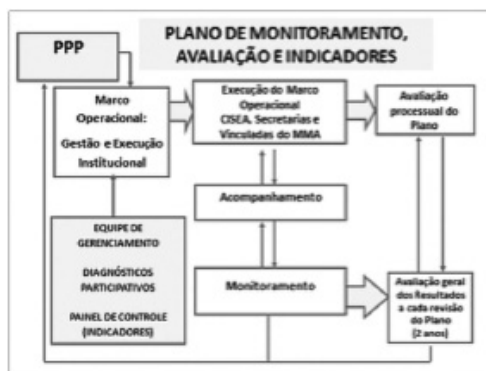 PPP
PLANO DE MONITORAMENTO,
AVALIAÇÃO E INDICADORES
Marco
Operacional:
Gestão e Execução
Institucional
Execução do Marco
Operacional
CISEA. Secretarias e
Vinculadas do MMA
Avaliação
processual do
Plano
Acompanhamento
EQUIPE DE
GERENCIAMENTO
DIAGNÓSTICOS
PARTICIPATIVOS
PAINEL DE CONTROLE
(INDICADORES)
Monitoramento
Avaliação geral
dos Resultados
a cada revisão
do Plano
(2 anos)